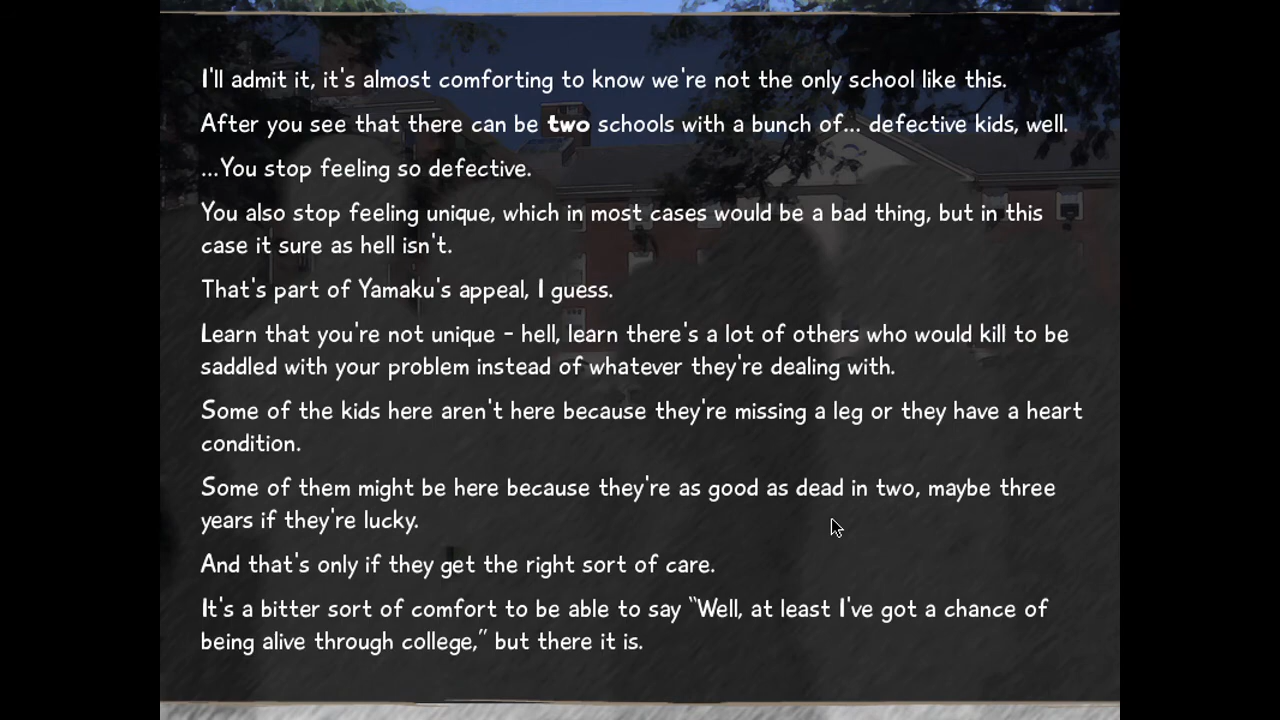 I'll admit it, it's almost comforting to know we're not the only school like this.
After you see that there can be two schools with a bunch of... defective kids, well.
...You stop feeling so defective.
You also stop feeling unique, which in most cases would be a bad thing, but in this
case it sure as hell isn't.
That's part of Yamaku's appeal, I guess.
Learn that you're not unique - hell, learn there's a lot of others who would kill to be
saddled with your problem instead of whatever they're dealing with.
Some of the kids here aren't here because they're missing a leg or they have a heart
condition.
Some of them might be here because they're as good as dead in two, maybe three
years if they're lucky.
And that's only if they get the right sort of care.
It's a bitter sort of comfort to be able to say “Well, at least I've got a chance of
being alive through college,” but there it is.